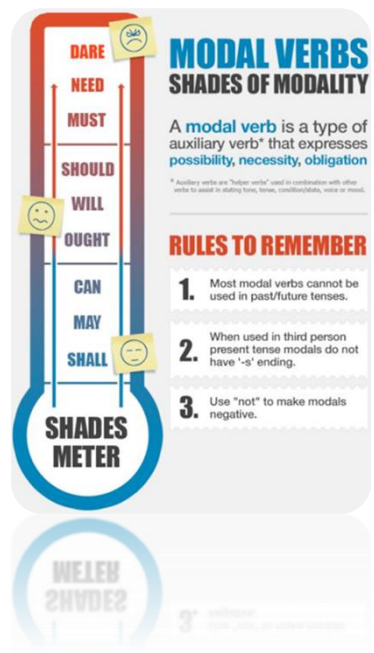 DARE
NEED
MUST
SHOULD
WILL
OUGHT
CAN
MAY
SHALL
SHADES
METER
MODAL VERBS
SHADES OF MODALITY
A modal verb is a type of
auxiliary verb* that expresses
possibility, necessity, obligation
* Auxiliary verbs are "helper verbs" used in combination with other
verbs to assist in stating tone, tense, condition/state, voice or mood.
RULES TO REMEMBER
1. Most modal verbs cannot be
used in past/future tenses.
2. When used in third person
present tense modals do not
have '-s' ending.
3. Use "not" to make modals
negative.